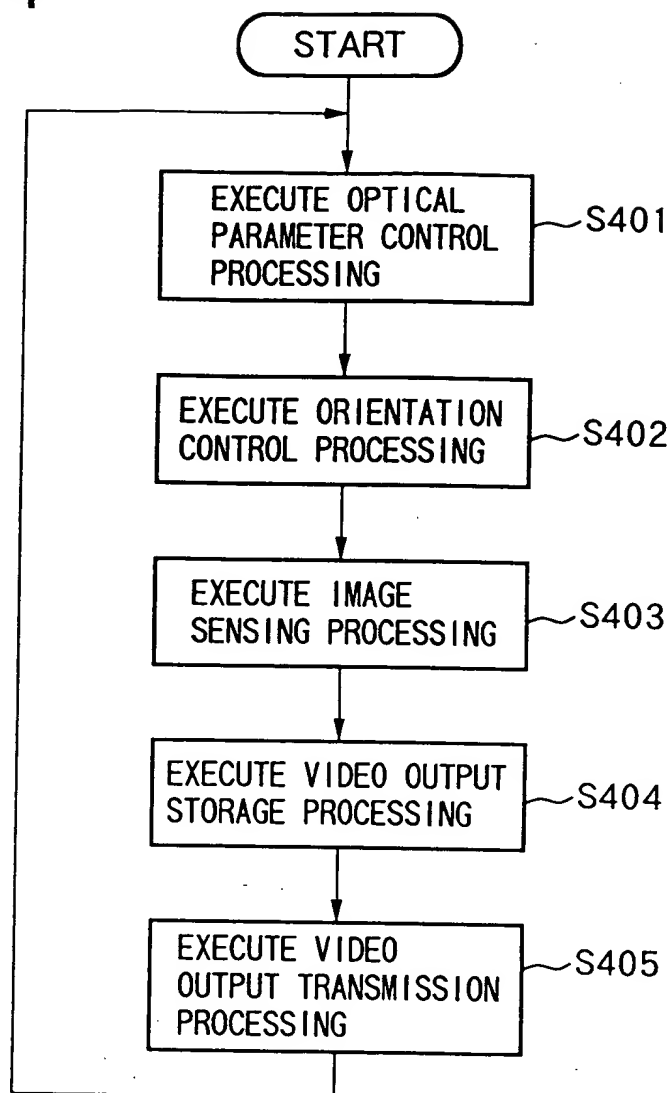 START
EXECUTE OPTICAL
PARAMETER CONTROL
PROCESSING
S401
EXECUTE ORIENTATION
CONTROL PROCESSING
S402
EXECUTE IMAGE
SENSING PROCESSING
S403
EXECUTE VIDEO OUTPUT
STORAGE PROCESSING
S404
EXECUTE VIDEO
OUTPUT TRANSMISSION
PROCESSING
S405